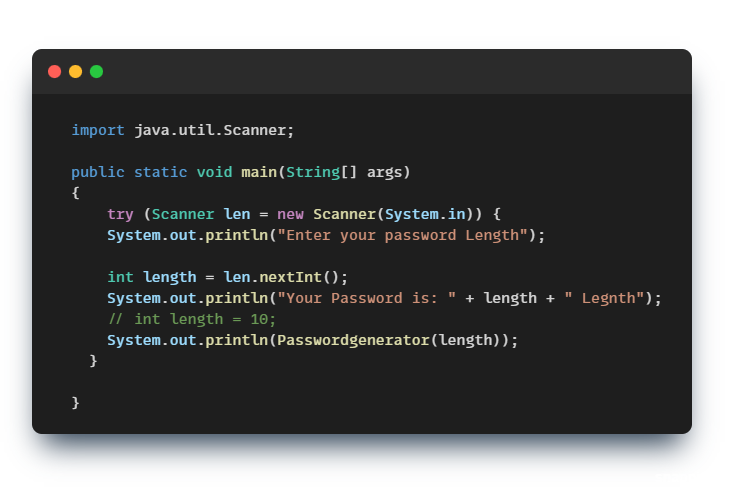 import java.util.Scanner;
public static void main(String[] args)
{
try (Scanner len = new Scanner(System.in)) {
System.out.println("Enter your password Length");
int length = len.nextInt();
System.out.println("Your Password is: " + length + " Legnth");
// int length = 10;
System.out.println(Passwordgenerator(length));
}
}